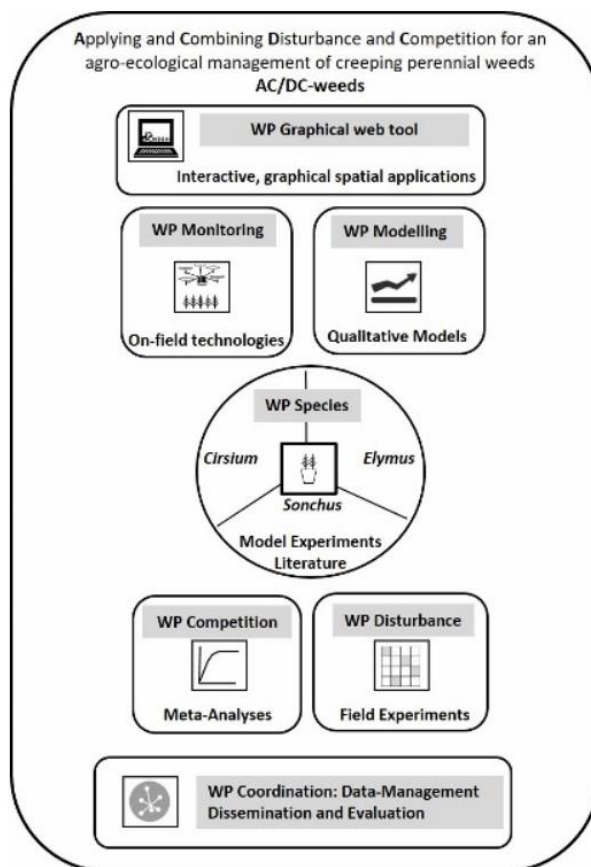 Applying and Combining Disturbance and Competition for an
agro-ecological management of creeping perennial weeds
AC/DC-weeds
WP Graphical web tool
Interactive, graphical spatial applications
WP Monitoring
On-field technologies
WP Modelling
Qualitative Models
WP Species
Cirsium
Elymus
Sonchus
Model Experiments
Literature
WP Competition
Meta-Analyses
WP Disturbance
Field Experiments
WP Coordination: Data-Management
Dissemination and Evaluation